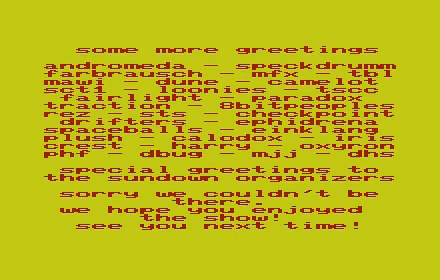 some more greetings
andromeda - speckdrumm
farbrausch - mfx - tbl
mawi - dune - camelot
sct1 - loonies - tscc
fairlight - paradox
traction - 8bitpeoples
rez - sts - checkpoint
drifters - ephidrena
spaceballs - einklang
plush - calodox - iris
crest - harry - oxyron
phf - dbug - mjj - dhs
special greetings to
the sundown organizers
sorry we couldn't be
there.
we hope you enjoyed
the show!
see you next time!